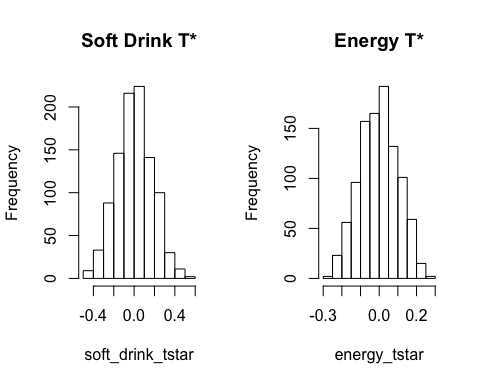 Soft Drink T*
Frequency
0 50 100 150 200
-0.4 0.0 0.4
soft_drink_tstar
Energy T*
Frequency
0 50 100 150
-0.3 0.0 0.2
energy_tstar